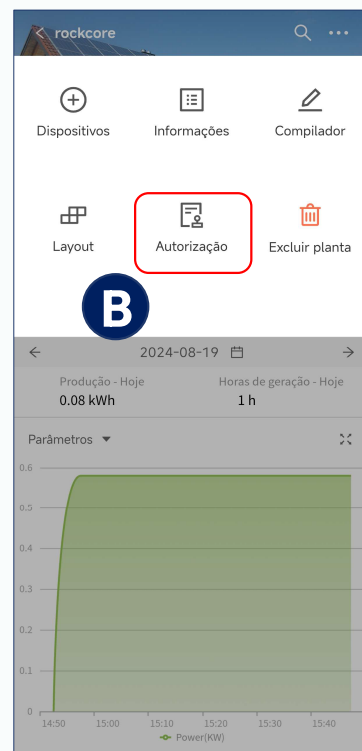 rockcore
Dispositivos Informações Compilador
Layout Autorização Excluir planta
B
2024-08-19
Produção - Hoje Horas de geração - Hoje
0.08 kWh 1 h
Parâmetros
0.6
0.5
0.4
0.3
0.2
0.1
0
14:50 15:00 15:10 15:20 15:30 15:40
Power(KW)